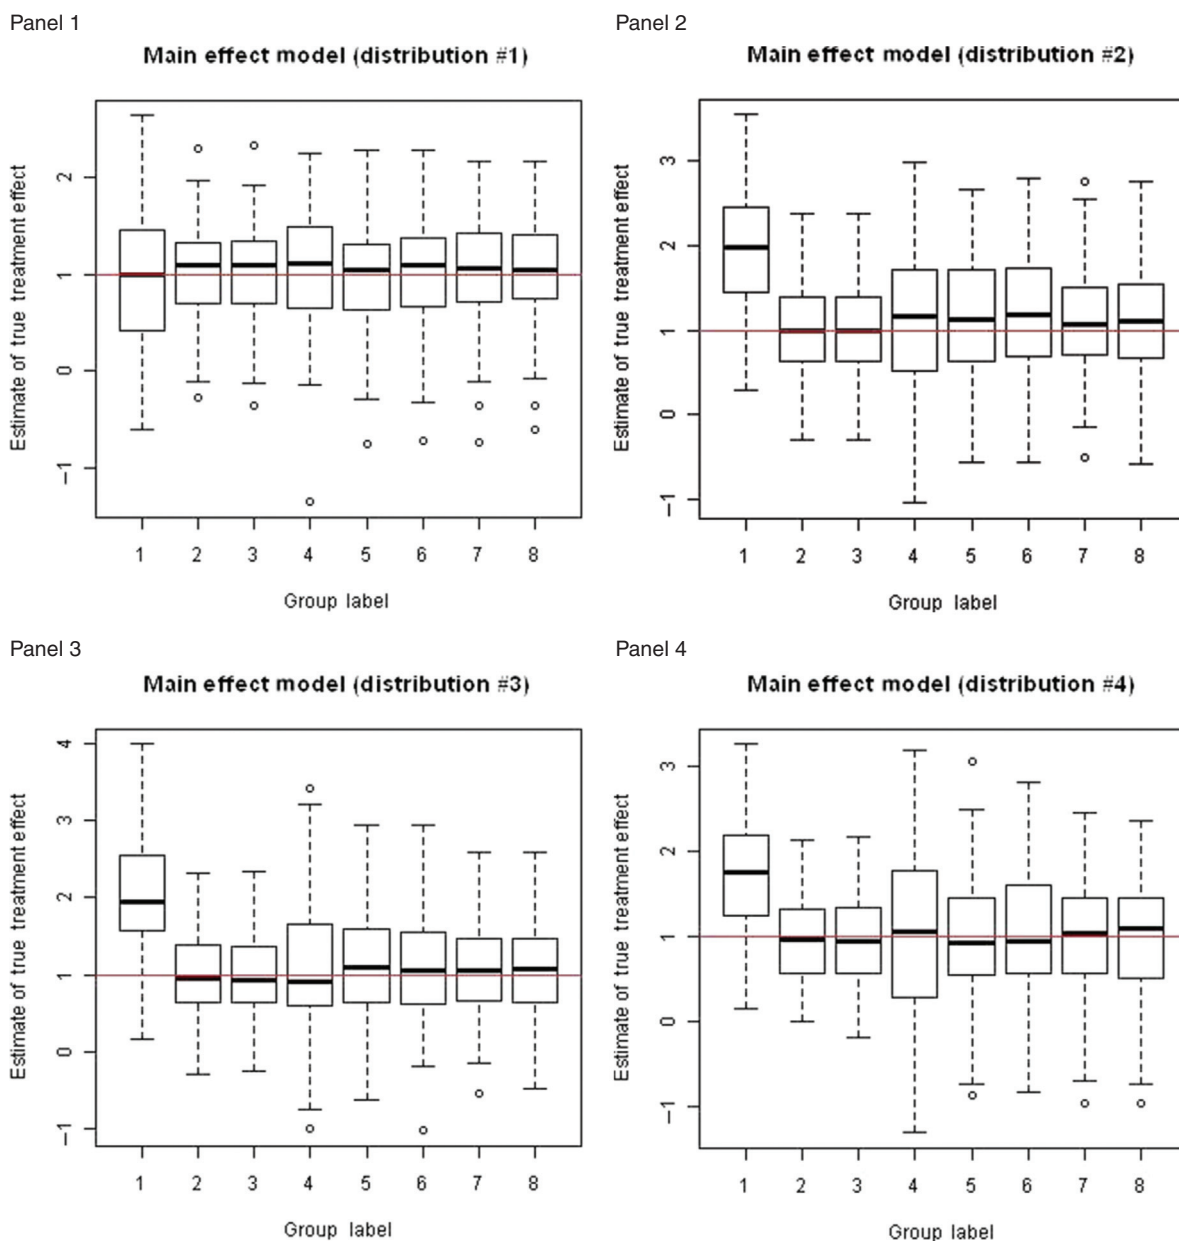 Panel 1
Main effect model (distribution #1)
Estimate of true treatment effect
2
1
0
−1
1 2 3 4 5 6 7 8
Group label
Panel 2
Main effect model (distribution #2)
Estimate of true treatment effect
3
2
1
0
−1
1 2 3 4 5 6 7 8
Group label
Panel 3
Main effect model (distribution #3)
Estimate of true treatment effect
4
3
2
1
0
−1
1 2 3 4 5 6 7 8
Group label
Panel 4
Main effect model (distribution #4)
Estimate of true treatment effect
3
2
1
0
−1
1 2 3 4 5 6 7 8
Group label